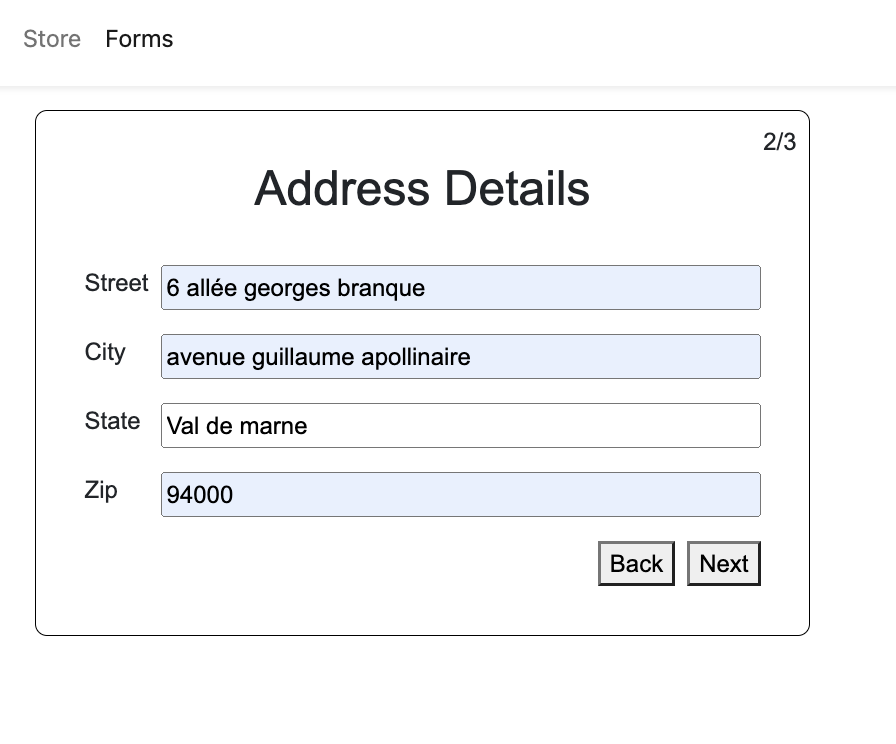 Store Forms
2/3
Address Details
Street 6 allée georges branque
City avenue guillaume apollinaire
State Val de marne
Zip 94000
Back Next